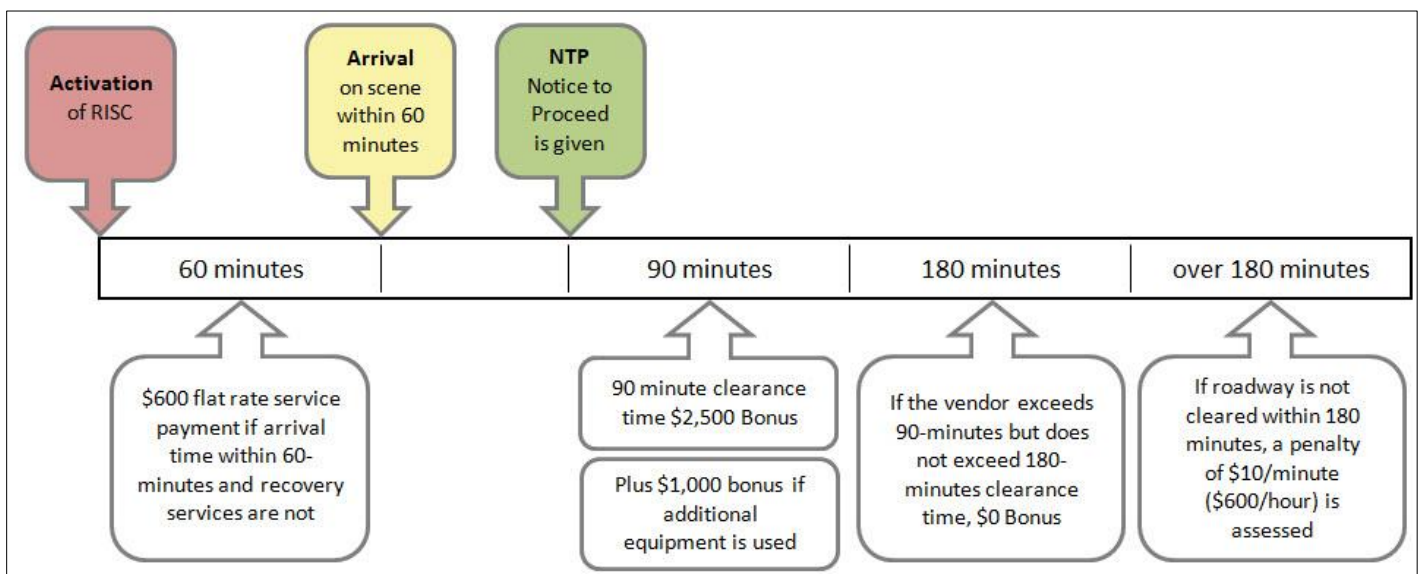 Activation
of RISC
Arrival
on scene
within 60
minutes
NTP
Notice to
Proceed
is given
60 minutes
90 minutes
180 minutes
over 180 minutes
$600 flat rate service
payment if arrival
time within 60-
minutes and recovery
services are not
90 minute clearance
time $2,500 Bonus
Plus $1,000 bonus if
additional
equipment is used
If the vendor exceeds
90-minutes but does
not exceed 180-
minutes clearance
time, $0 Bonus
If roadway is not
cleared within 180
minutes, a penalty
of $10/minute
($600/hour) is
assessed